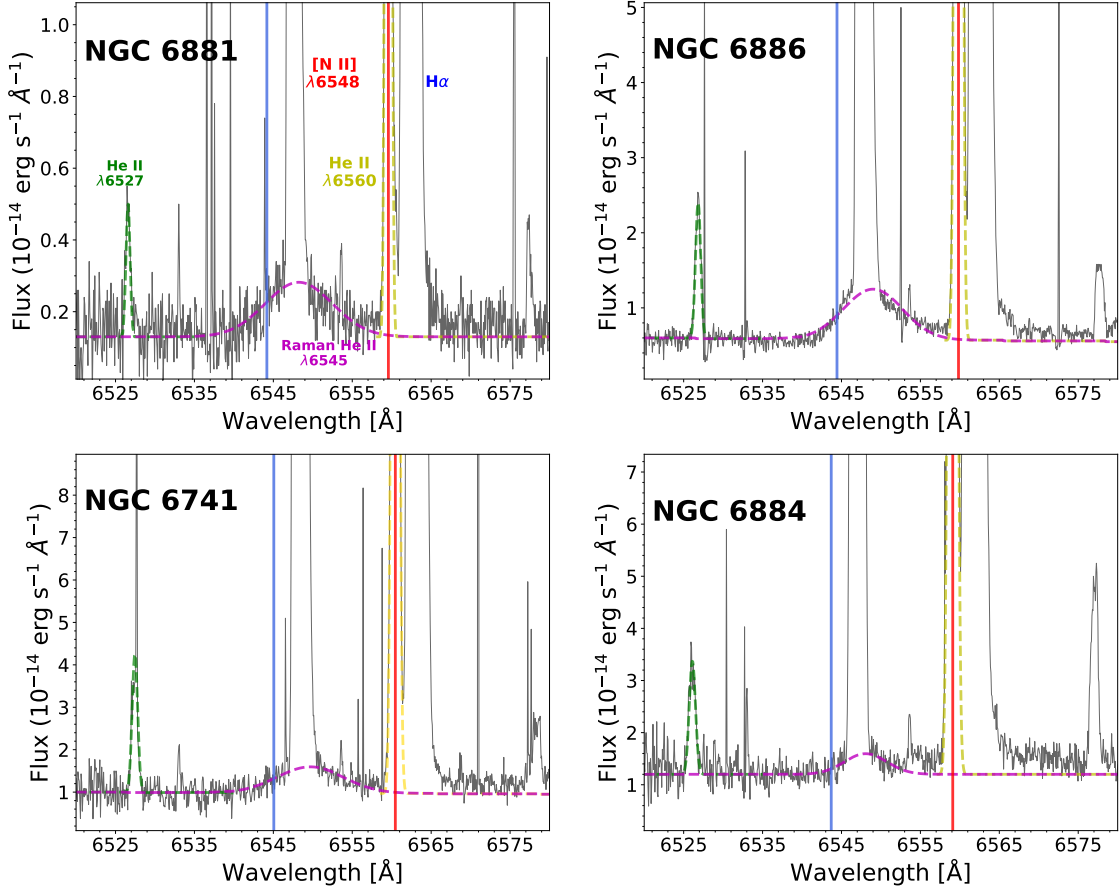 NGC 6881
[N II]
λ6548
Hα
He II
λ6527
He II
λ6560
Raman He II
λ6545
1.0
0.8
0.6
0.4
0.2
Flux (10⁻¹⁴ erg s⁻¹ Å⁻¹)
6525 6535 6545 6555 6565 6575
Wavelength [Å]
NGC 6886
5
4
3
2
1
Flux (10⁻¹⁴ erg s⁻¹ Å⁻¹)
6525 6535 6545 6555 6565 6575
Wavelength [Å]
NGC 6741
8
7
6
5
4
3
2
1
Flux (10⁻¹⁴ erg s⁻¹ Å⁻¹)
6525 6535 6545 6555 6565 6575
Wavelength [Å]
NGC 6884
7
6
5
4
3
2
1
Flux (10⁻¹⁴ erg s⁻¹ Å⁻¹)
6525 6535 6545 6555 6565 6575
Wavelength [Å]